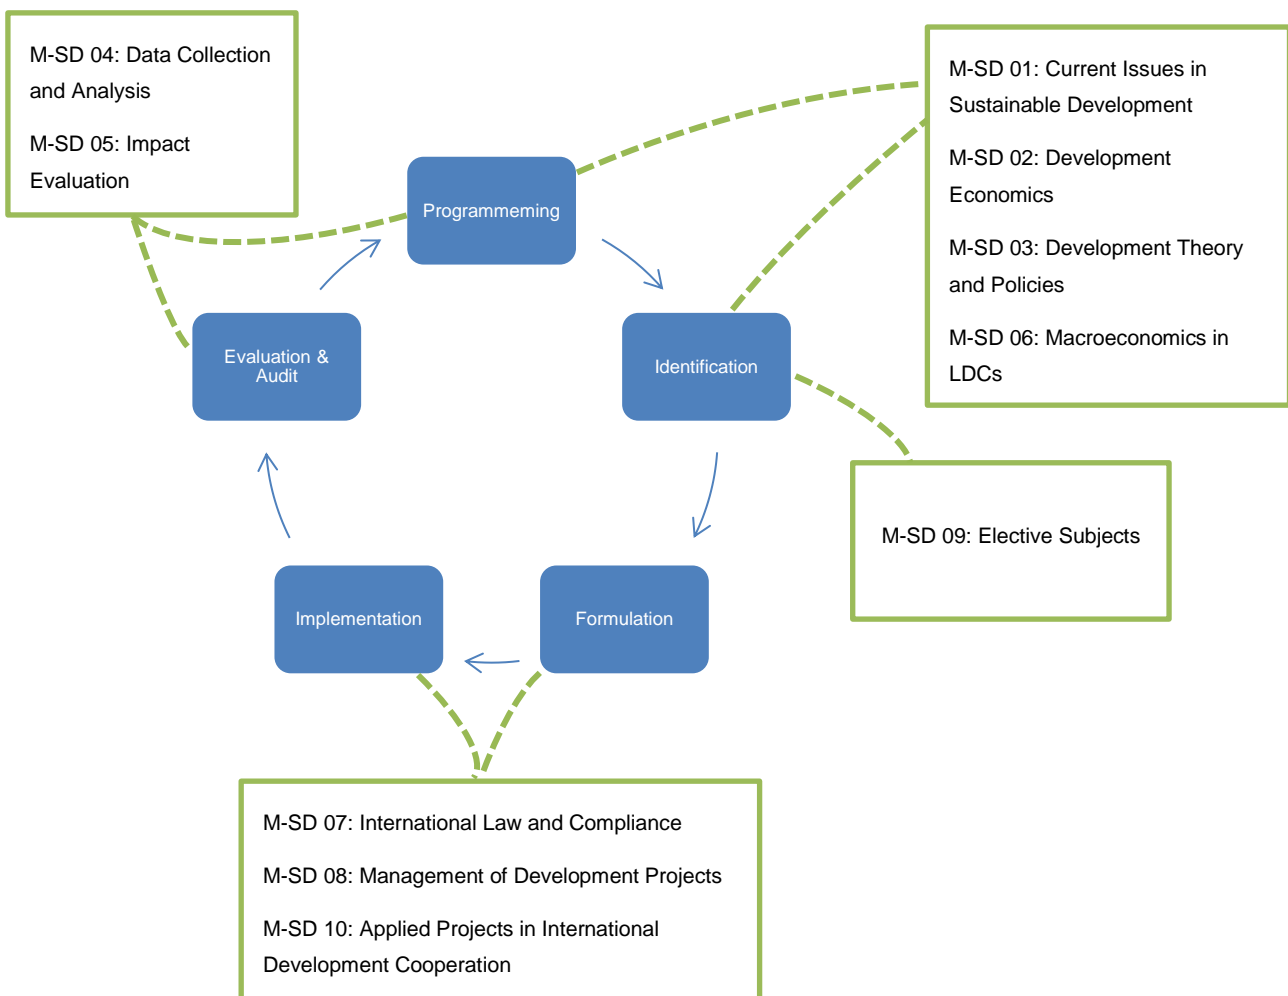 M-SD 04: Data Collection
and Analysis
M-SD 05: Impact
Evaluation
M-SD 01: Current Issues in
Sustainable Development
M-SD 02: Development
Economics
M-SD 03: Development Theory
and Policies
M-SD 06: Macroeconomics in
LDCs
Programmeming
Evaluation &
Audit
Identification
M-SD 09: Elective Subjects
Implementation
Formulation
M-SD 07: International Law and Compliance
M-SD 08: Management of Development Projects
M-SD 10: Applied Projects in International
Development Cooperation